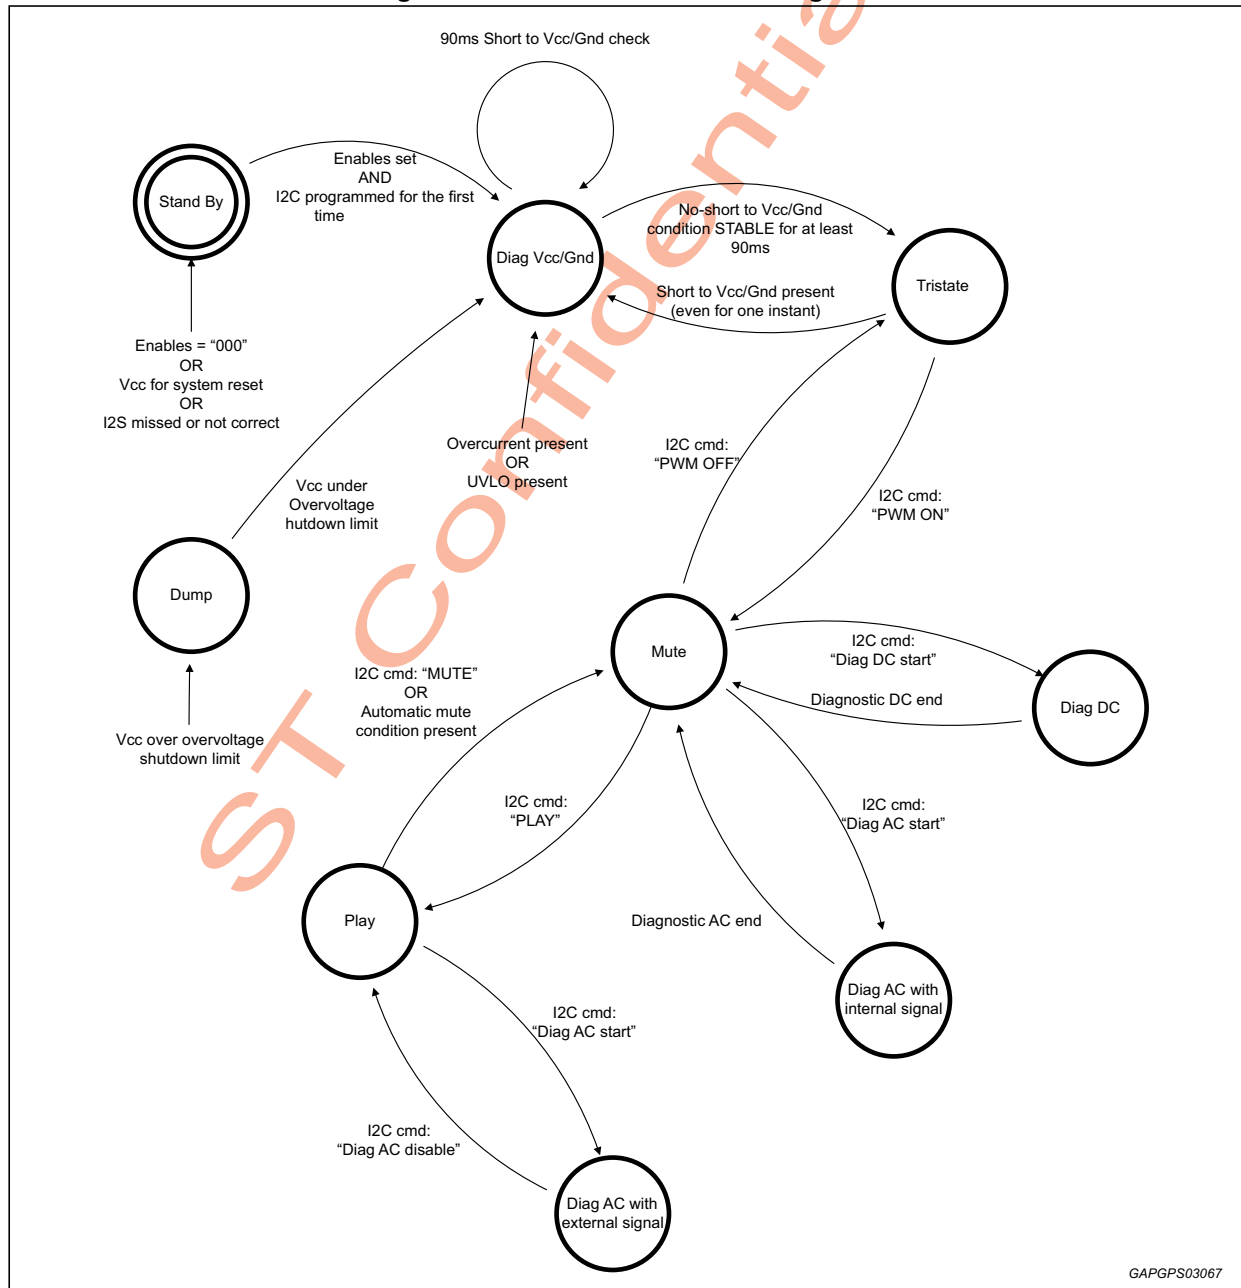 90ms Short to Vcc/Gnd check
Stand By
Enables set
AND
I2C programmed for the first
time
Diag Vcc/Gnd
No-short to Vcc/Gnd
condition STABLE for at least
90ms
Tristate
Short to Vcc/Gnd present
(even for one instant)
Enables = “000”
OR
Vcc for system reset
OR
I2S missed or not correct
Overcurrent present
OR
UVLO present
I2C cmd:
“PWM OFF”
I2C cmd:
“PWM ON”
Vcc under
Overvoltage
hutdown limit
Dump
Mute
I2C cmd:
“Diag DC start”
Diagnostic DC end
Diag DC
I2C cmd: “MUTE”
OR
Automatic mute
condition present
Vcc over overvoltage
shutdown limit
I2C cmd:
“PLAY”
I2C cmd:
“Diag AC start”
Play
Diagnostic AC end
Diag AC with
internal signal
I2C cmd:
“Diag AC start”
I2C cmd:
“Diag AC disable”
Diag AC with
external signal
GAPGPS03067
ST Confidentia